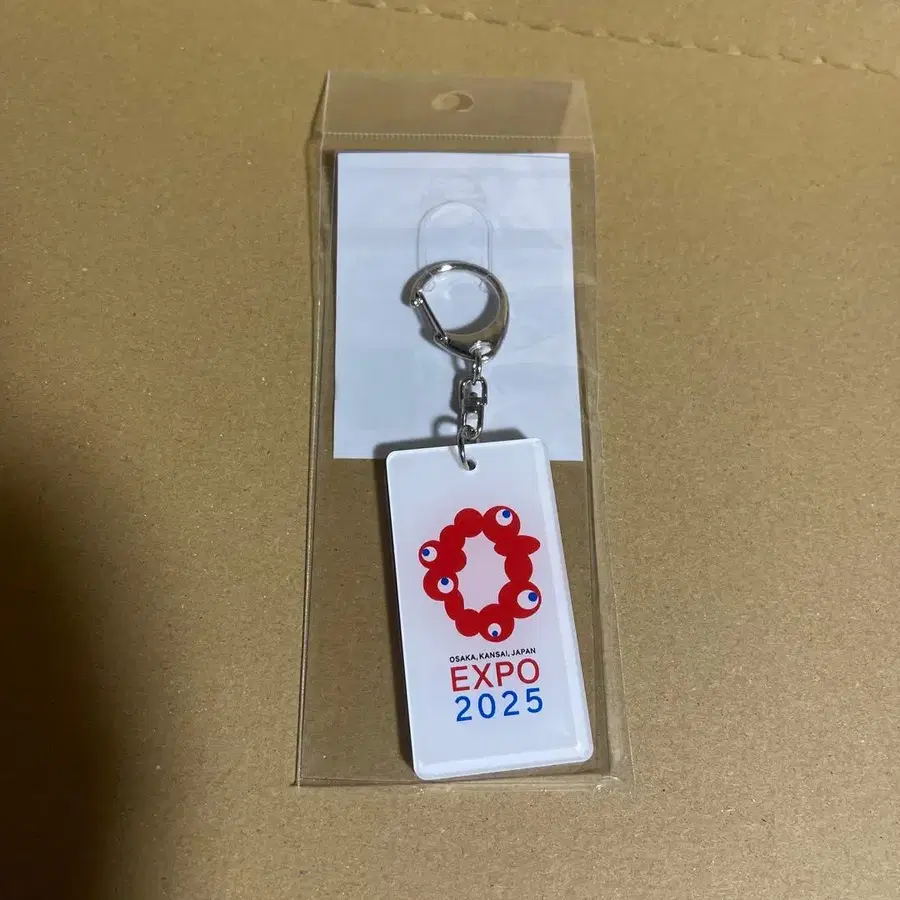 OSAKA, KANSAI, JAPAN
EXPO
2025